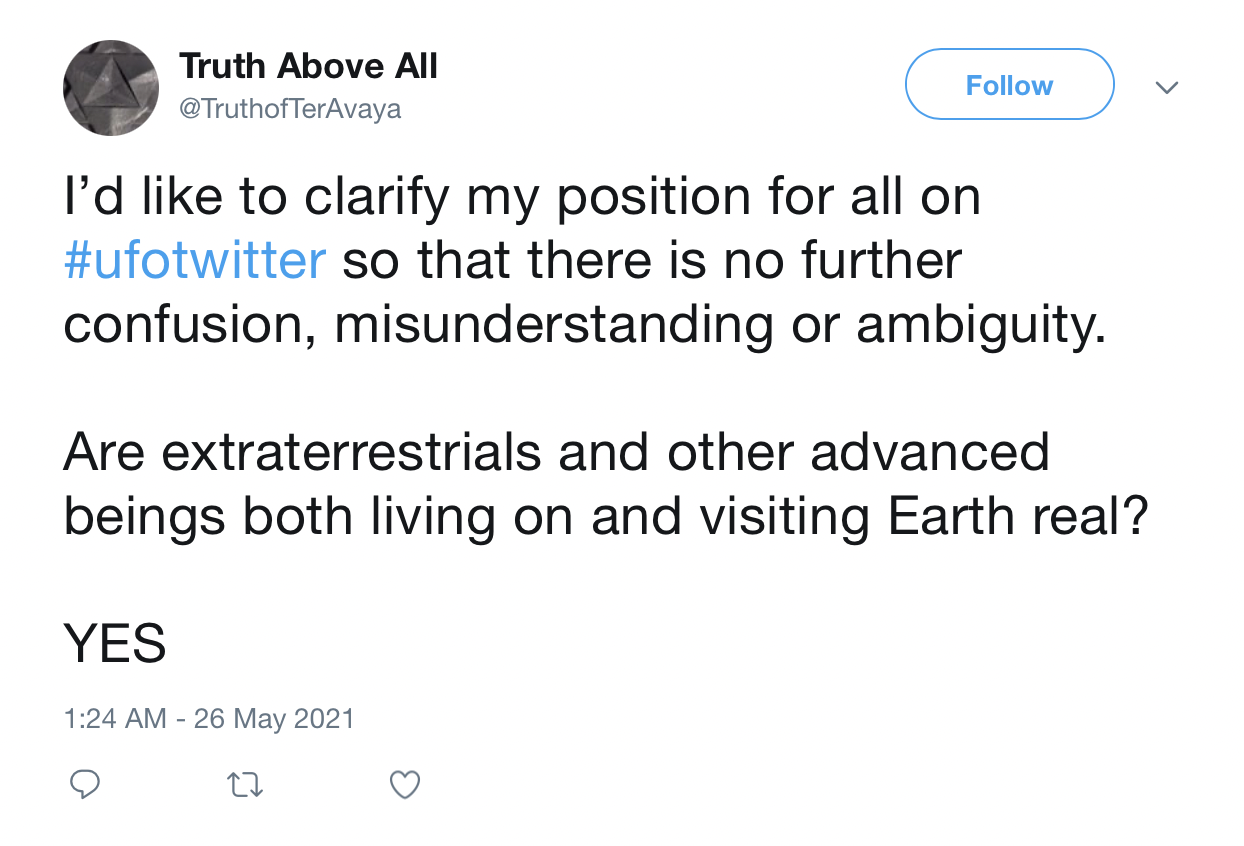 Truth Above All
@TruthofTerAvaya
Follow
I’d like to clarify my position for all on
#ufotwitter so that there is no further
confusion, misunderstanding or ambiguity.
Are extraterrestrials and other advanced
beings both living on and visiting Earth real?
YES
1:24 AM - 26 May 2021